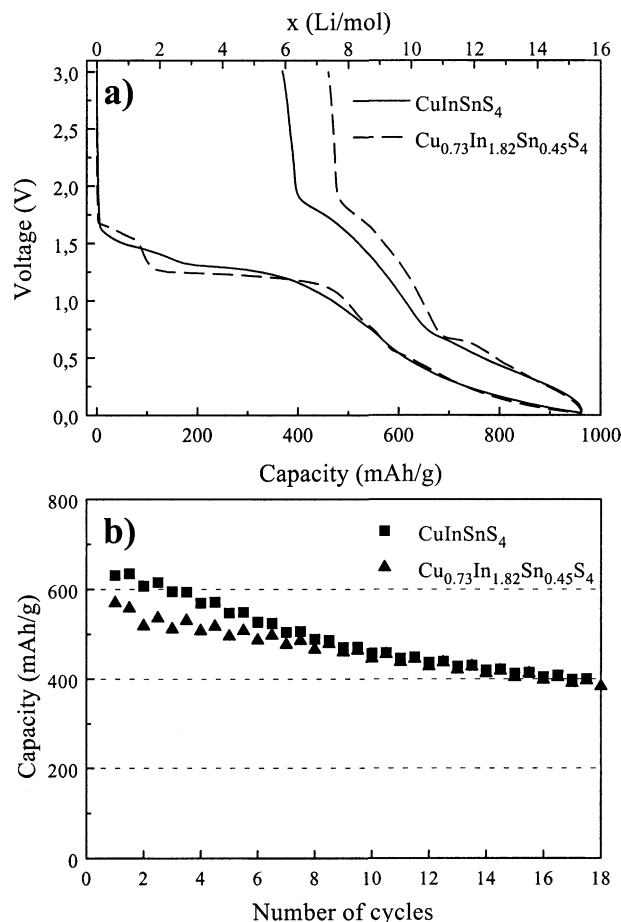 x (Li/mol)
0 2 4 6 8 10 12 14 16
a)
CuInSnS4
Cu0.73In1.82Sn0.45S4
Voltage (V)
3,0
2,5
2,0
1,5
1,0
0,5
0,0
0 200 400 600 800 1000
Capacity (mAh/g)
b)
CuInSnS4
Cu0.73In1.82Sn0.45S4
Capacity (mAh/g)
800
600
400
200
0
0 2 4 6 8 10 12 14 16 18
Number of cycles